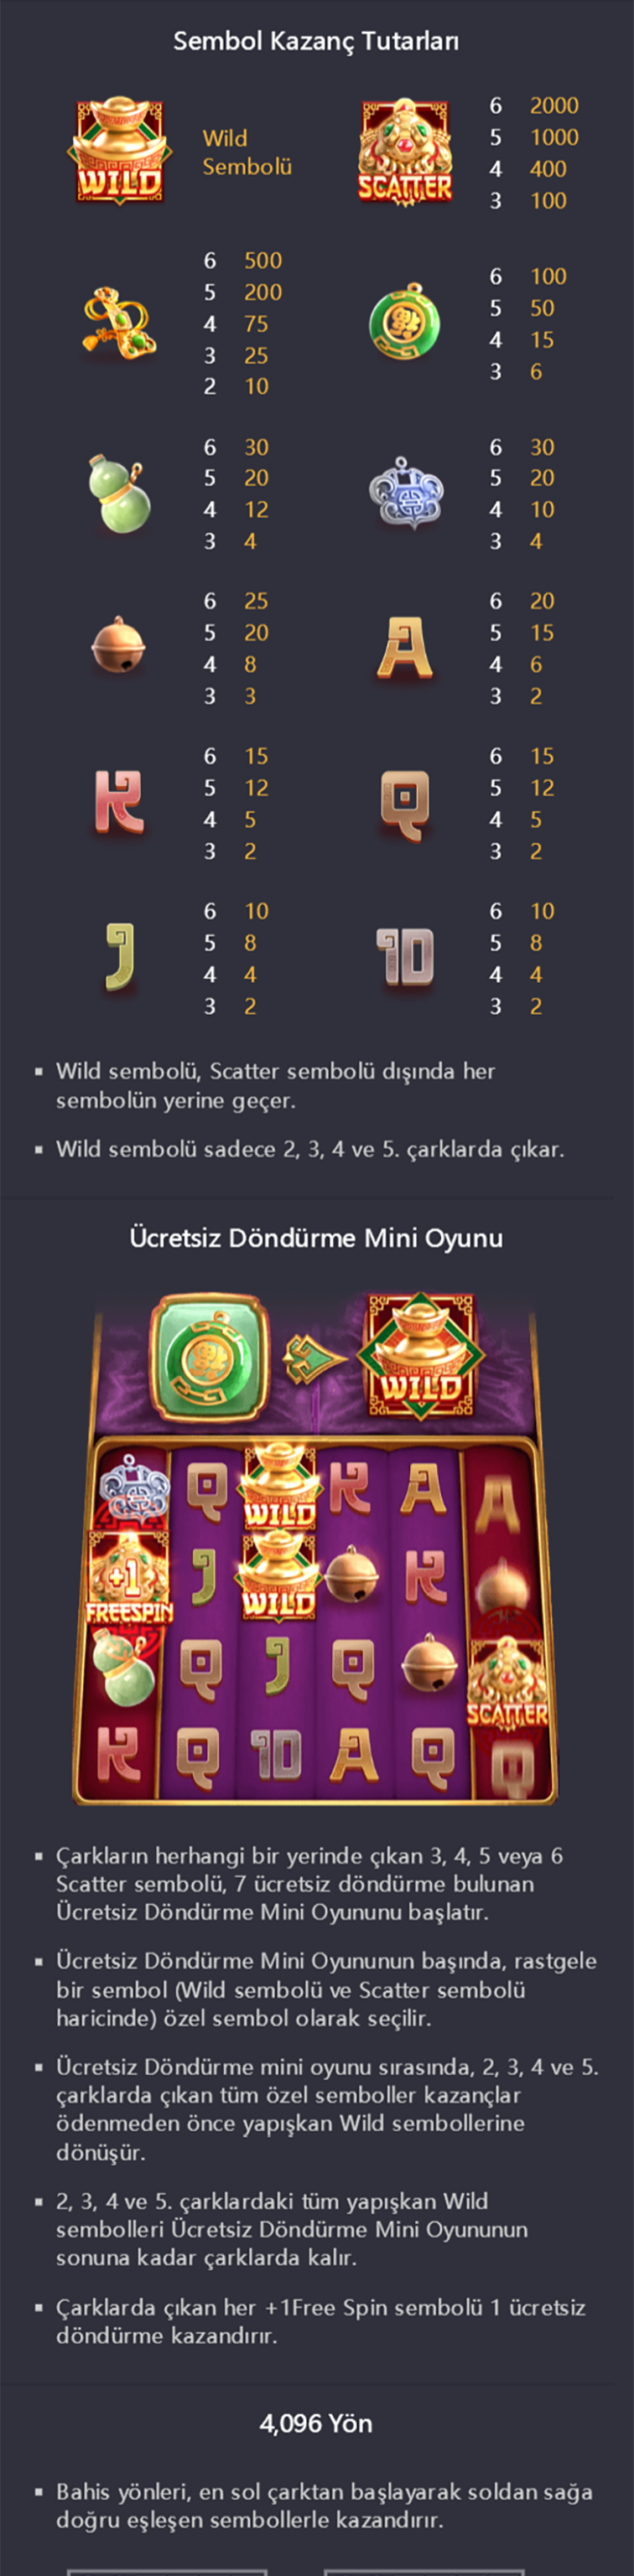 Sembol Kazanç Tutarları
Wild
Sembolü
WILD
SCATTER
6 2000
5 1000
4 400
3 100
6 500
5 200
4 75
3 25
2 10
6 100
5 50
4 15
3 6
6 30
5 20
4 12
3 4
6 30
5 20
4 10
3 4
6 25
5 20
4 8
3 3
A
6 20
5 15
4 6
3 2
K
6 15
5 12
4 5
3 2
Q
6 15
5 12
4 5
3 2
J
6 10
5 8
4 4
3 2
10
6 10
5 8
4 4
3 2
▪ Wild sembolü, Scatter sembolü dışında her
sembolün yerine geçer.
▪ Wild sembolü sadece 2, 3, 4 ve 5. çarklarda çıkar.
Ücretsiz Döndürme Mini Oyunu
WILD
Q WILD K A A
+1 FREESPIN J WILD K
Q J Q SCATTER
K Q 10 A Q Q
▪ Çarkların herhangi bir yerinde çıkan 3, 4, 5 veya 6
Scatter sembolü, 7 ücretsiz döndürme bulunan
Ücretsiz Döndürme Mini Oyununu başlatır.
▪ Ücretsiz Döndürme Mini Oyununun başında, rastgele
bir sembol (Wild sembolü ve Scatter sembolü
haricinde) özel sembol olarak seçilir.
▪ Ücretsiz Döndürme mini oyunu sırasında, 2, 3, 4 ve 5.
çarklarda çıkan tüm özel semboller kazançlar
ödenmeden önce yapışkan Wild sembollerine
dönüşür.
▪ 2, 3, 4 ve 5. çarklardaki tüm yapışkan Wild
sembolleri Ücretsiz Döndürme Mini Oyununun
sonuna kadar çarklarda kalır.
▪ Çarklarda çıkan her +1Free Spin sembolü 1 ücretsiz
döndürme kazandırır.
4,096 Yön
▪ Bahis yönleri, en sol çarktan başlayarak soldan sağa
doğru eşleşen sembollerle kazandırır.